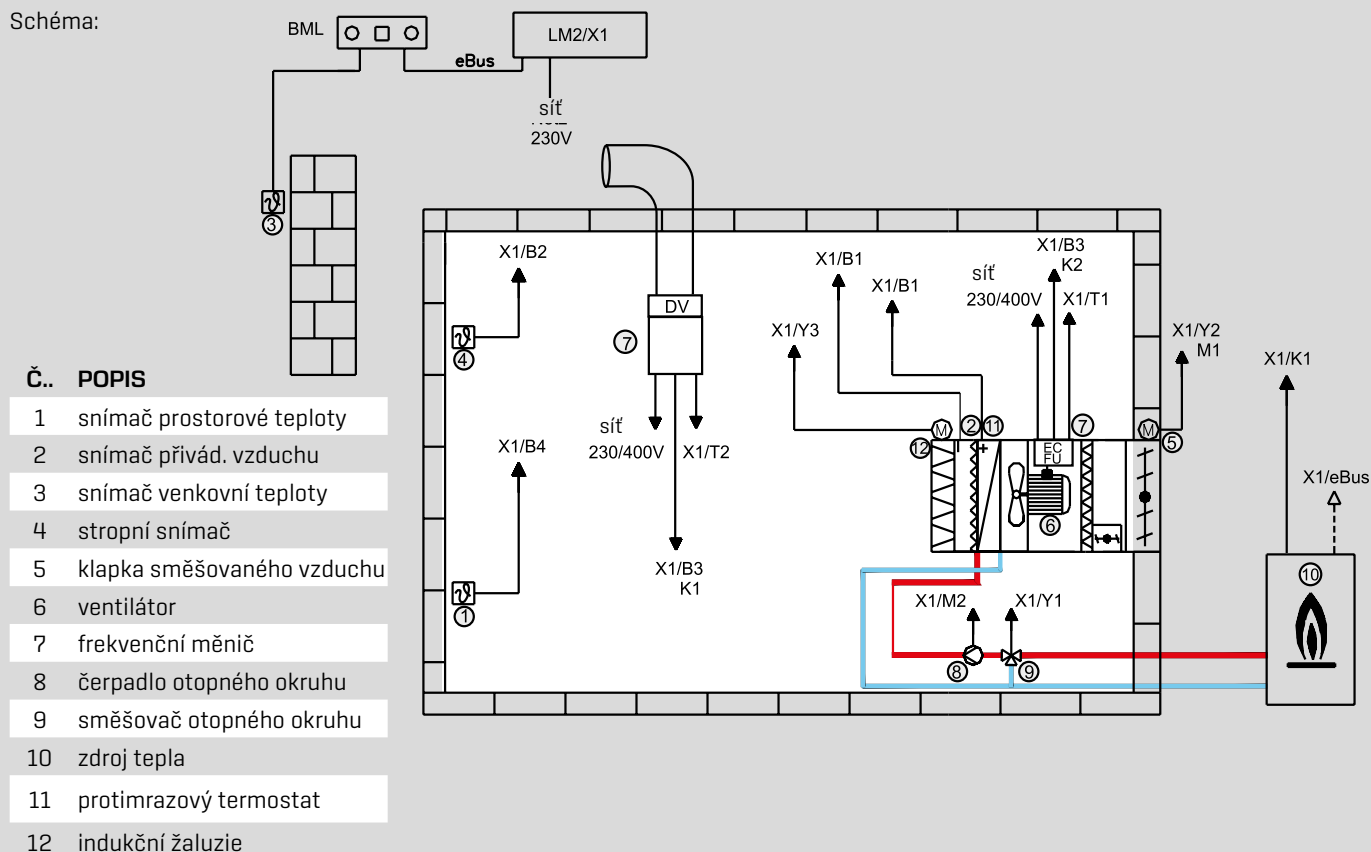 Schéma:
BML
LM2/X1
eBus
síť
230V
3
X1/B2
X1/B1
X1/B1
X1/B3
K2
síť
230/400V
X1/T1
X1/Y3
X1/Y2
M1
X1/K1
DV
7
4
X1/B4
síť
230/400V
X1/T2
M
12
2
11
+
EC
FU
7
M
5
6
X1/eBus
X1/B3
K1
10
1
X1/M2
X1/Y1
8
9
Č.. POPIS
1 snímač prostorové teploty
2 snímač přivád. vzduchu
3 snímač venkovní teploty
4 stropní snímač
5 klapka směšovaného vzduchu
6 ventilátor
7 frekvenční měnič
8 čerpadlo otopného okruhu
9 směšovač otopného okruhu
10 zdroj tepla
11 protimrazový termostat
12 indukční žaluzie